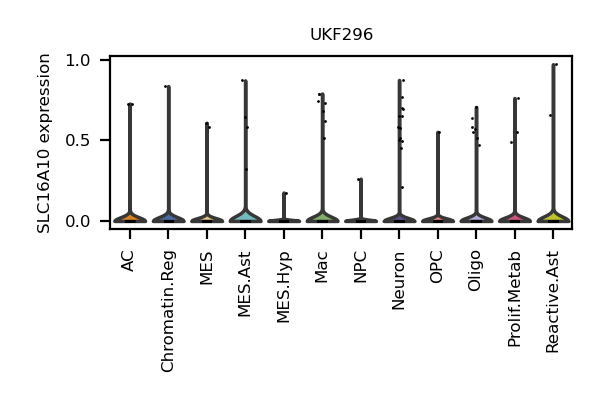 UKF296
SLC16A10 expression
1.0
0.5
0.0
AC
Chromatin.Reg
MES
MES.Ast
MES.Hyp
Mac
NPC
Neuron
OPC
Oligo
Prolif.Metab
Reactive.Ast